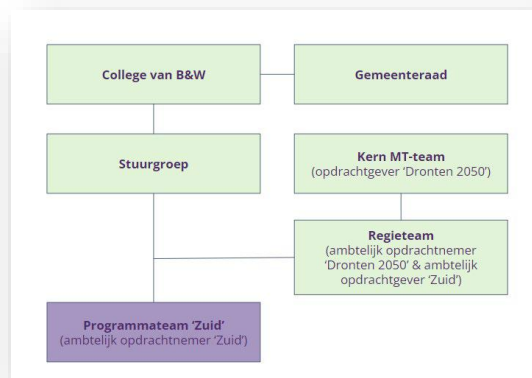 College van B&W
Gemeenteraad
Stuurgroep
Kern MT-team
(opdrachtgever ‘Dronten 2050’)
Regieteam
(ambtelijk opdrachtnemer
‘Dronten 2050’ & ambtelijk
opdrachtgever ‘Zuid’)
Programmateam ‘Zuid’
(ambtelijk opdrachtnemer ‘Zuid’)